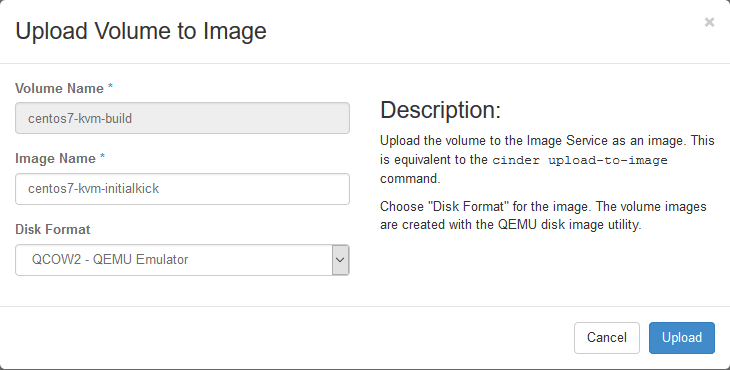 Upload Volume to Image
×
Volume Name *
centos7-kvm-build
Image Name *
centos7-kvm-initialkick
Disk Format
QCOW2 - QEMU Emulator
Description:
Upload the volume to the Image Service as an image. This
is equivalent to the cinder upload-to-image
command.
Choose "Disk Format" for the image. The volume images
are created with the QEMU disk image utility.
Cancel
Upload